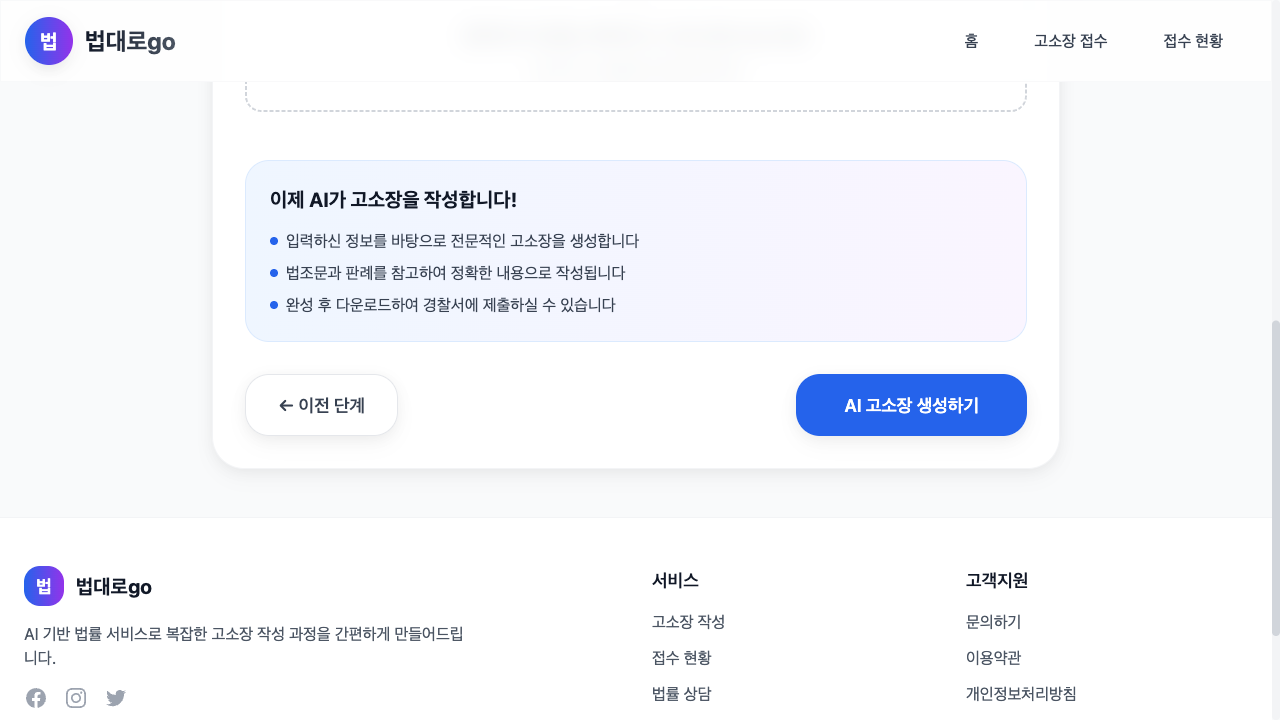 법 법대로go
홈 고소장 접수 접수 현황
이제 AI가 고소장을 작성합니다!
입력하신 정보를 바탕으로 전문적인 고소장을 생성합니다
법조문과 판례를 참고하여 정확한 내용으로 작성됩니다
완성 후 다운로드하여 경찰서에 제출하실 수 있습니다
← 이전 단계
AI 고소장 생성하기
법 법대로go
AI 기반 법률 서비스로 복잡한 고소장 작성 과정을 간편하게 만들어드립
니다.
서비스
고소장 작성
접수 현황
법률 상담
고객지원
문의하기
이용약관
개인정보처리방침